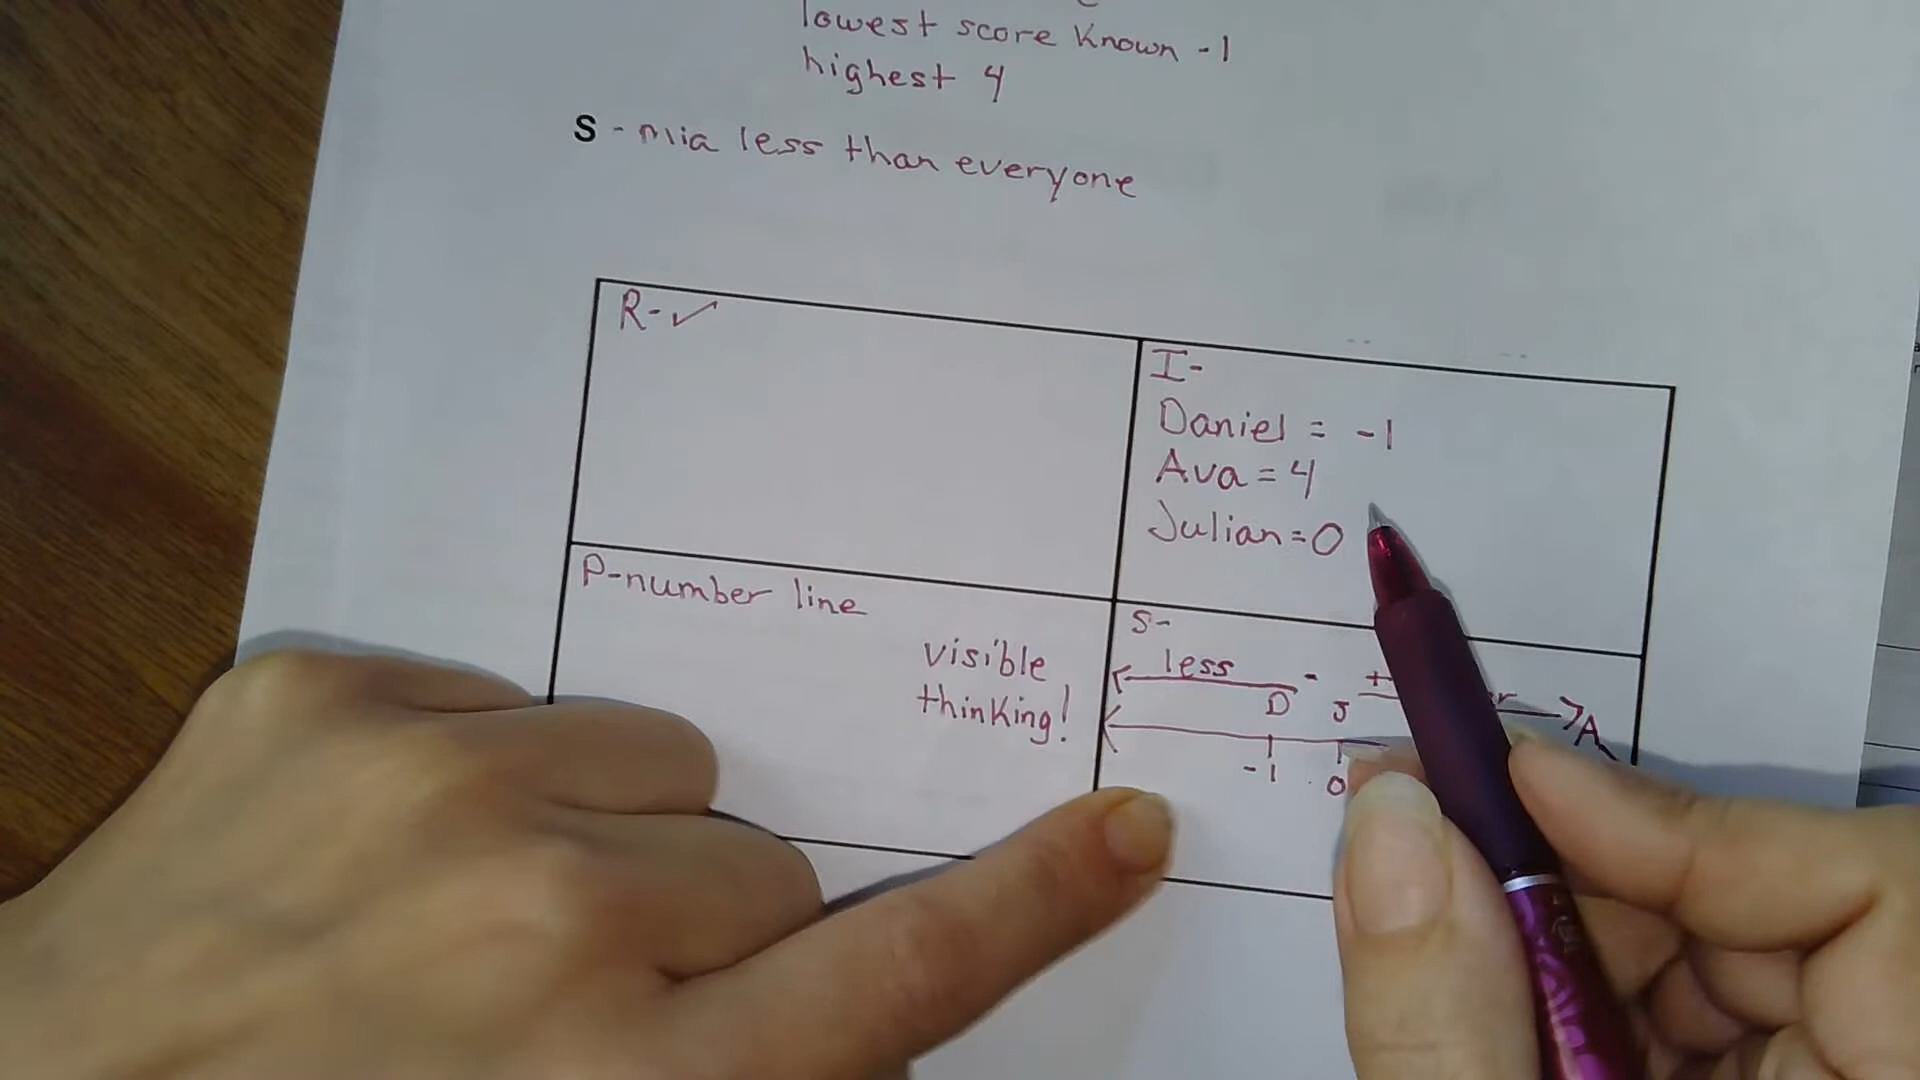 lowest score known -1
highest 4
S - mia less than everyone
R-✓
I-
Daniel = -1
Ava = 4
Julian=0
P-number line
visible
thinking!
S-
less - +
D J A
-1 0